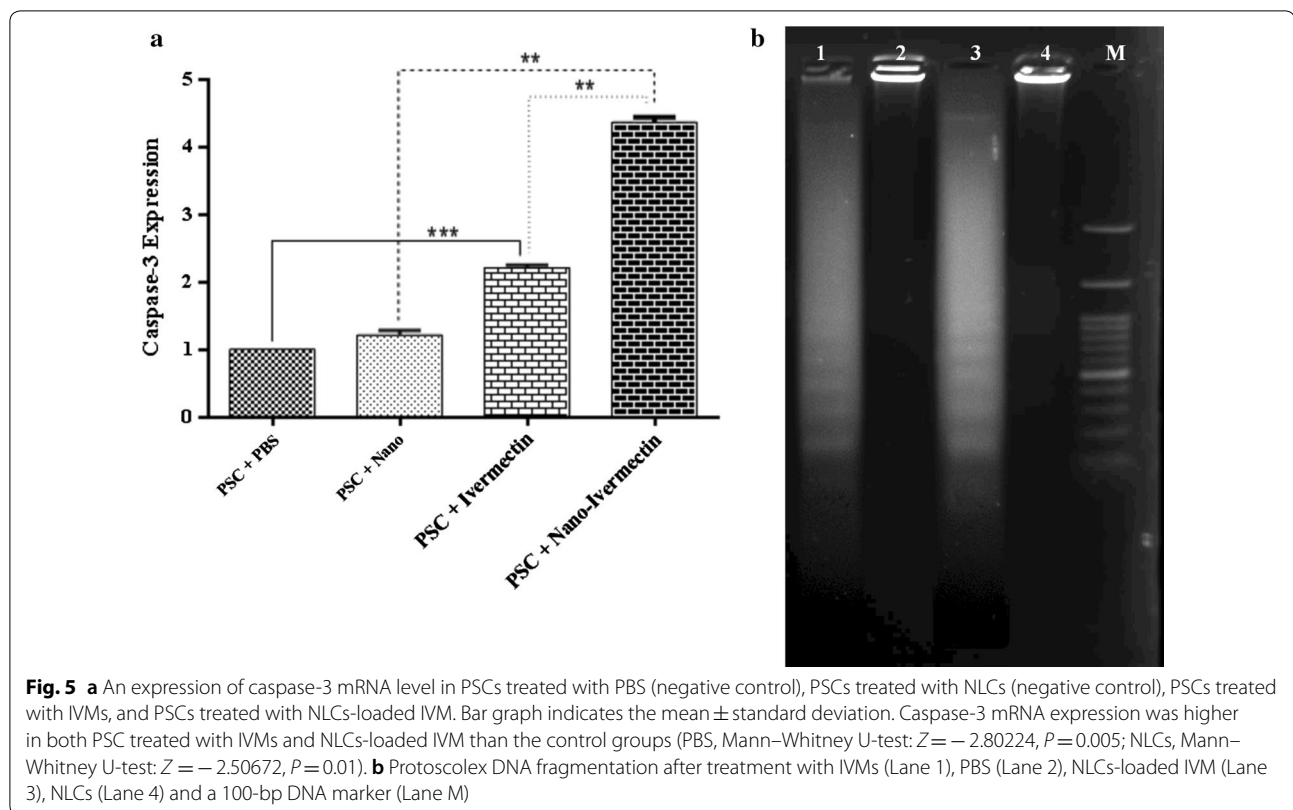 a
b
**
**
***
5
4
3
2
1
0
Caspase-3 Expression
PSC + PBS
PSC + Nano
PSC + Ivermectin
PSC + Nano-Ivermectin
1 2 3 4 M
Fig. 5 a An expression of caspase-3 mRNA level in PSCs treated with PBS (negative control), PSCs treated with NLCs (negative control), PSCs treated
with IVMs, and PSCs treated with NLCs-loaded IVM. Bar graph indicates the mean ± standard deviation. Caspase-3 mRNA expression was higher
in both PSC treated with IVMs and NLCs-loaded IVM than the control groups (PBS, Mann–Whitney U-test: Z = − 2.80224, P = 0.005; NLCs, Mann–
Whitney U-test: Z = − 2.50672, P = 0.01). b Protoscolex DNA fragmentation after treatment with IVMs (Lane 1), PBS (Lane 2), NLCs-loaded IVM (Lane
3), NLCs (Lane 4) and a 100-bp DNA marker (Lane M)